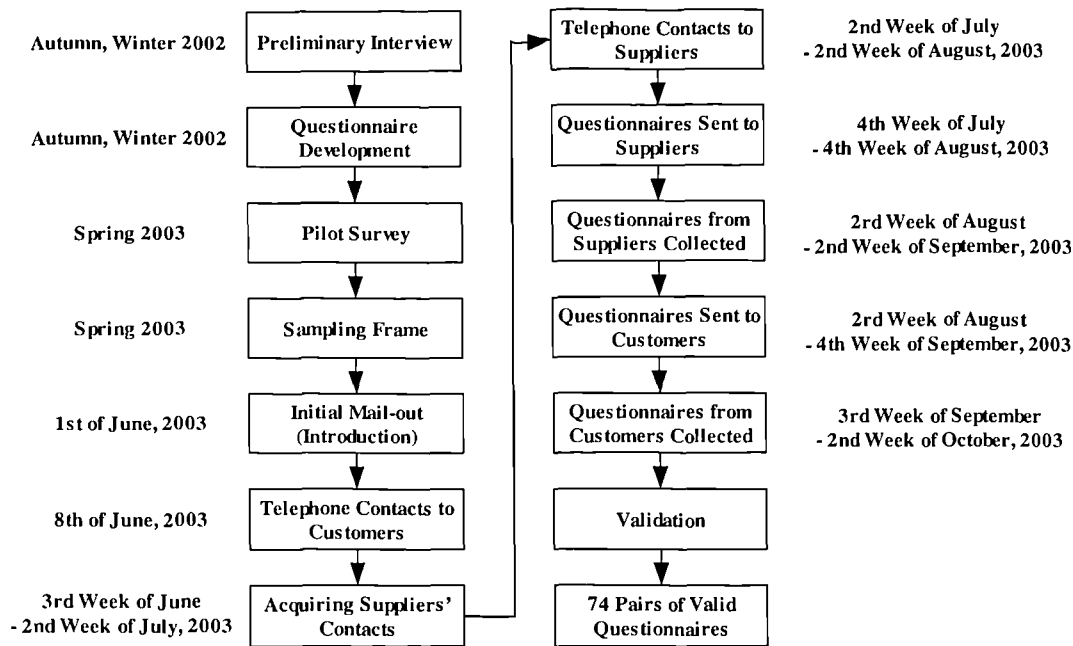 Autumn, Winter 2002
Preliminary Interview
Autumn, Winter 2002
Questionnaire
Development
Spring 2003
Pilot Survey
Spring 2003
Sampling Frame
1st of June, 2003
Initial Mail-out
(Introduction)
8th of June, 2003
Telephone Contacts to
Customers
3rd Week of June
- 2nd Week of July, 2003
Acquiring Suppliers’
Contacts
Telephone Contacts to
Suppliers
2nd Week of July
- 2nd Week of August, 2003
Questionnaires Sent to
Suppliers
4th Week of July
- 4th Week of August, 2003
Questionnaires from
Suppliers Collected
2rd Week of August
- 2nd Week of September, 2003
Questionnaires Sent to
Customers
2rd Week of August
- 4th Week of September, 2003
Questionnaires from
Customers Collected
3rd Week of September
- 2nd Week of October, 2003
Validation
74 Pairs of Valid
Questionnaires